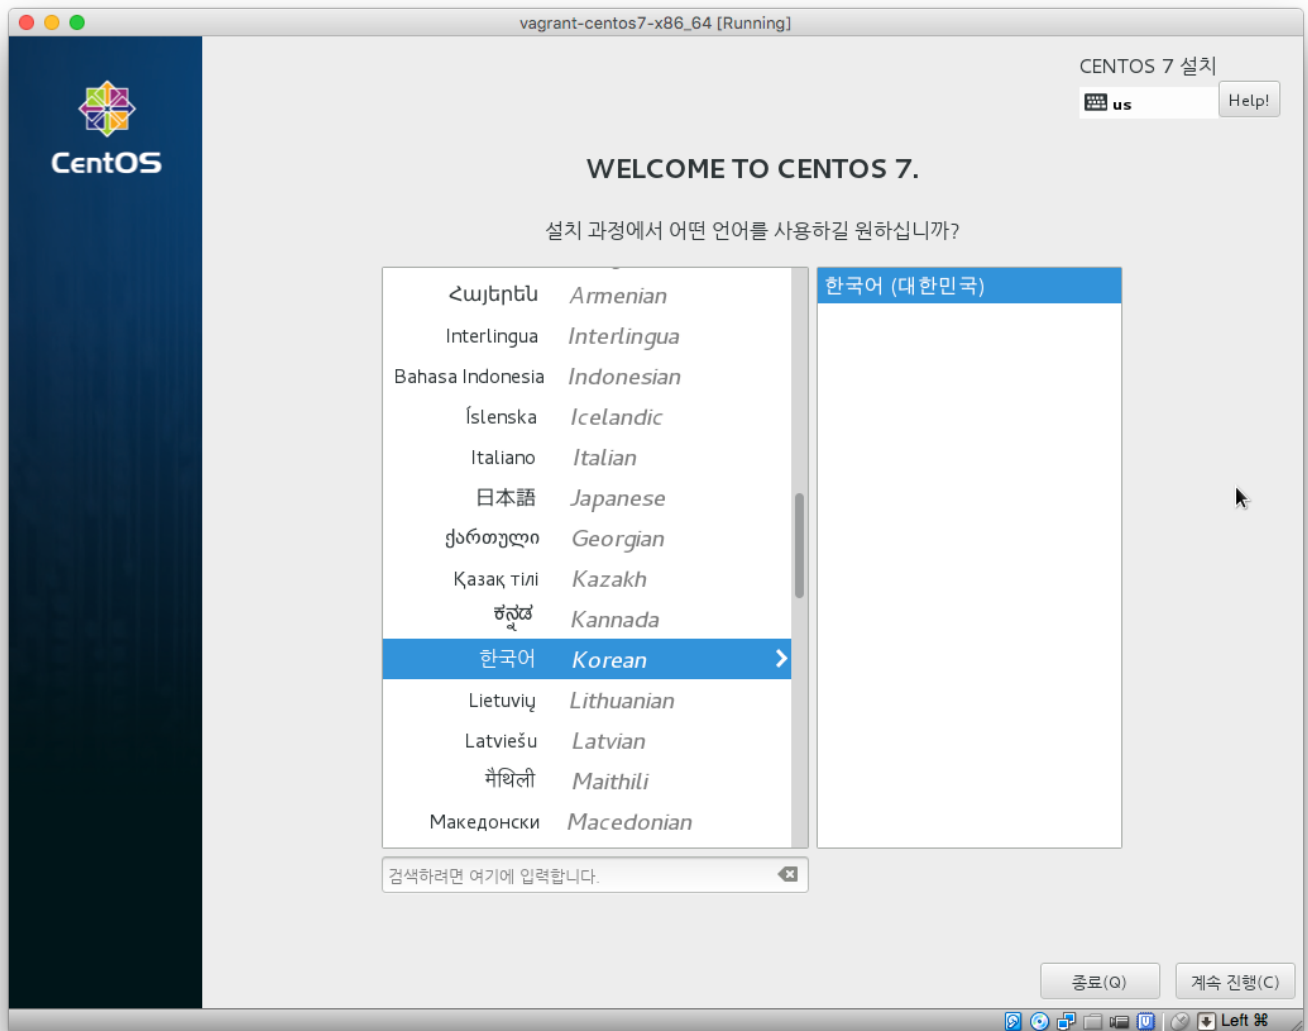 vagrant-centos7-x86_64 [Running]
CentOS
CENTOS 7 설치
us
Help!
WELCOME TO CENTOS 7.
설치 과정에서 어떤 언어를 사용하길 원하십니까?
Հայերեն Armenian
Interlingua Interlingua
Bahasa Indonesia Indonesian
Íslenska Icelandic
Italiano Italian
日本語 Japanese
ქართული Georgian
Қазақ тілі Kazakh
ಕನ್ನಡ Kannada
한국어 Korean
Lietuvių Lithuanian
Latviešu Latvian
मैथिली Maithili
Македонски Macedonian
한국어 (대한민국)
검색하려면 여기에 입력합니다.
종료(Q)
계속 진행(C)
Left ⌘